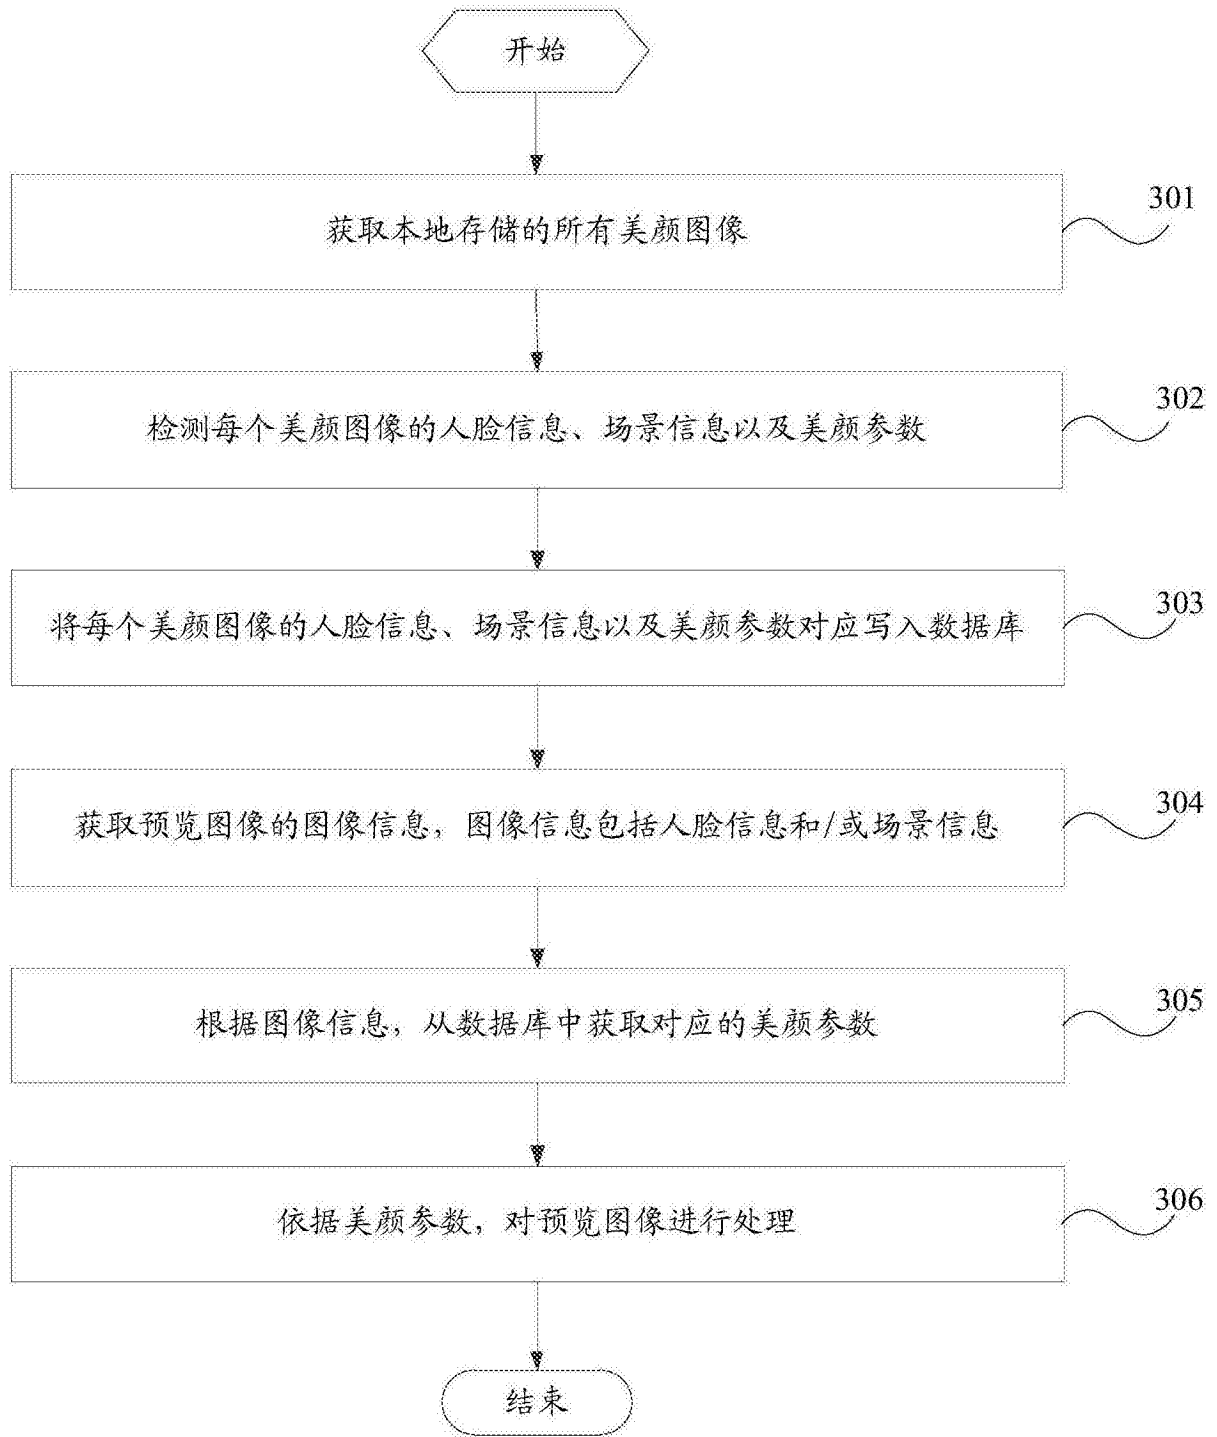 开始
获取本地存储的所有美颜图像
301
检测每个美颜图像的人脸信息、场景信息以及美颜参数
302
将每个美颜图像的人脸信息、场景信息以及美颜参数对应写入数据库
303
获取预览图像的图像信息，图像信息包括人脸信息和/或场景信息
304
根据图像信息，从数据库中获取对应的美颜参数
305
依据美颜参数，对预览图像进行处理
306
结束